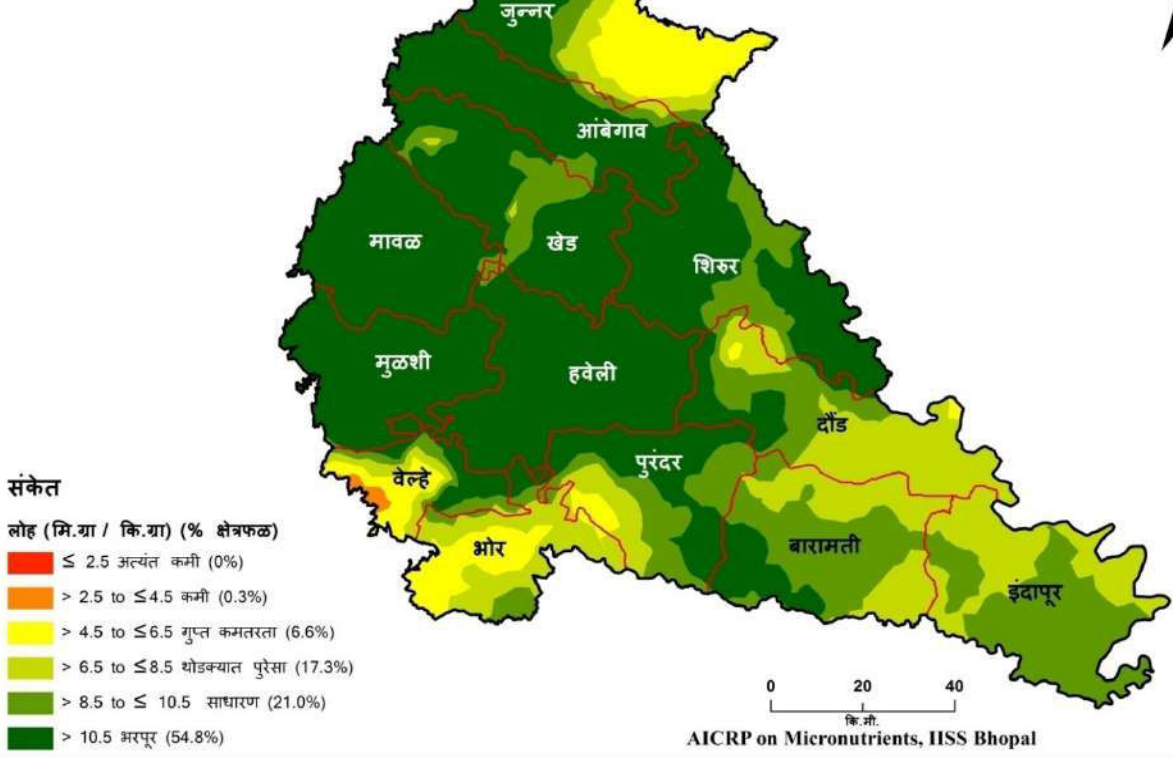 जुन्नर
आंबेगाव
मावळ
खेड
शिरुर
मुळशी
हवेली
दौंड
पुरंदर
वेल्हे
भोर
बारामती
इंदापूर
संकेत
लोह (मि.ग्रा / कि.ग्रा) (% क्षेत्रफळ)
≤ 2.5 अत्यंत कमी (0%)
> 2.5 to ≤4.5 कमी (0.3%)
> 4.5 to ≤6.5 गुप्त कमतरता (6.6%)
> 6.5 to ≤8.5 थोडक्यात पुरेसा (17.3%)
> 8.5 to ≤ 10.5 साधारण (21.0%)
> 10.5 भरपूर (54.8%)
0 20 40
कि.मी.
AICRP on Micronutrients, IISS Bhopal